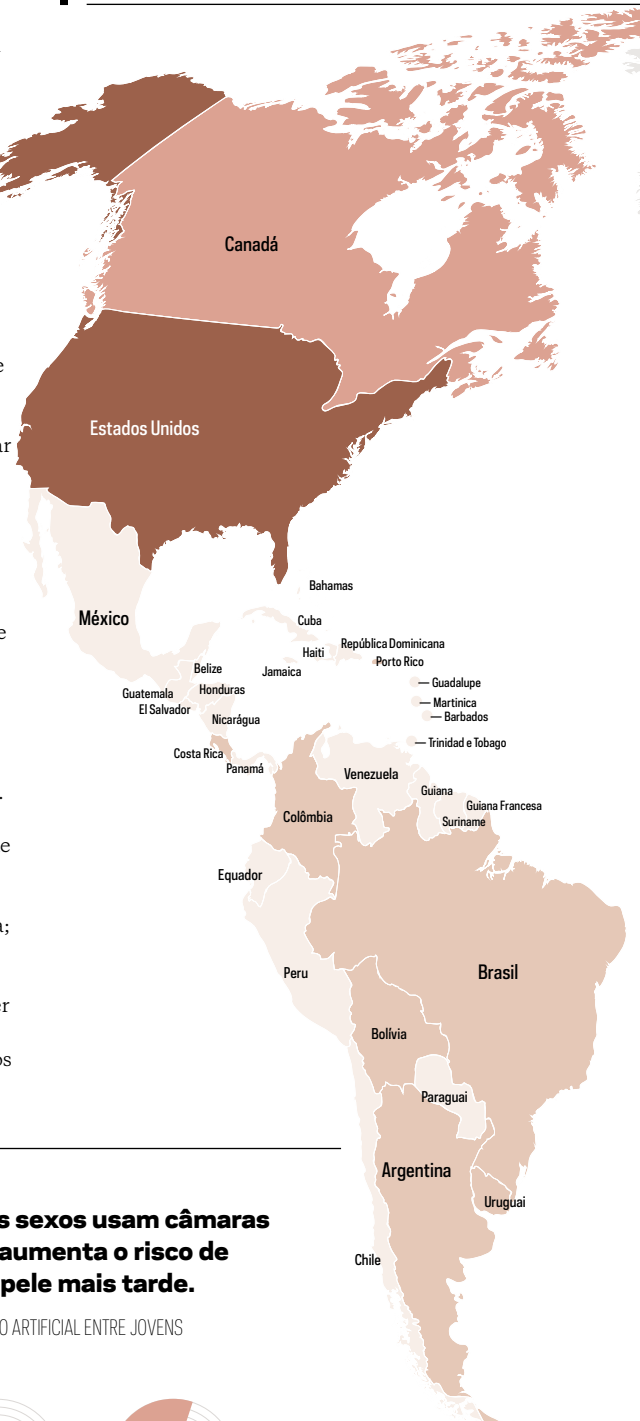 Canadá
Estados Unidos
Bahamas
México
Cuba
República Dominicana
Haiti
Porto Rico
Jamaica
Belize
Guadalupe
Guatemala
Honduras
Martinica
El Salvador
Barbados
Nicarágua
Trinidad e Tobago
Costa Rica
Panamá
Venezuela
Guiana
Guiana Francesa
Colômbia
Suriname
Equador
Peru
Brasil
Bolívia
Paraguai
Argentina
Uruguai
Chile
s sexos usam câmaras
aumenta o risco de
pele mais tarde.
O ARTIFICIAL ENTRE JOVENS